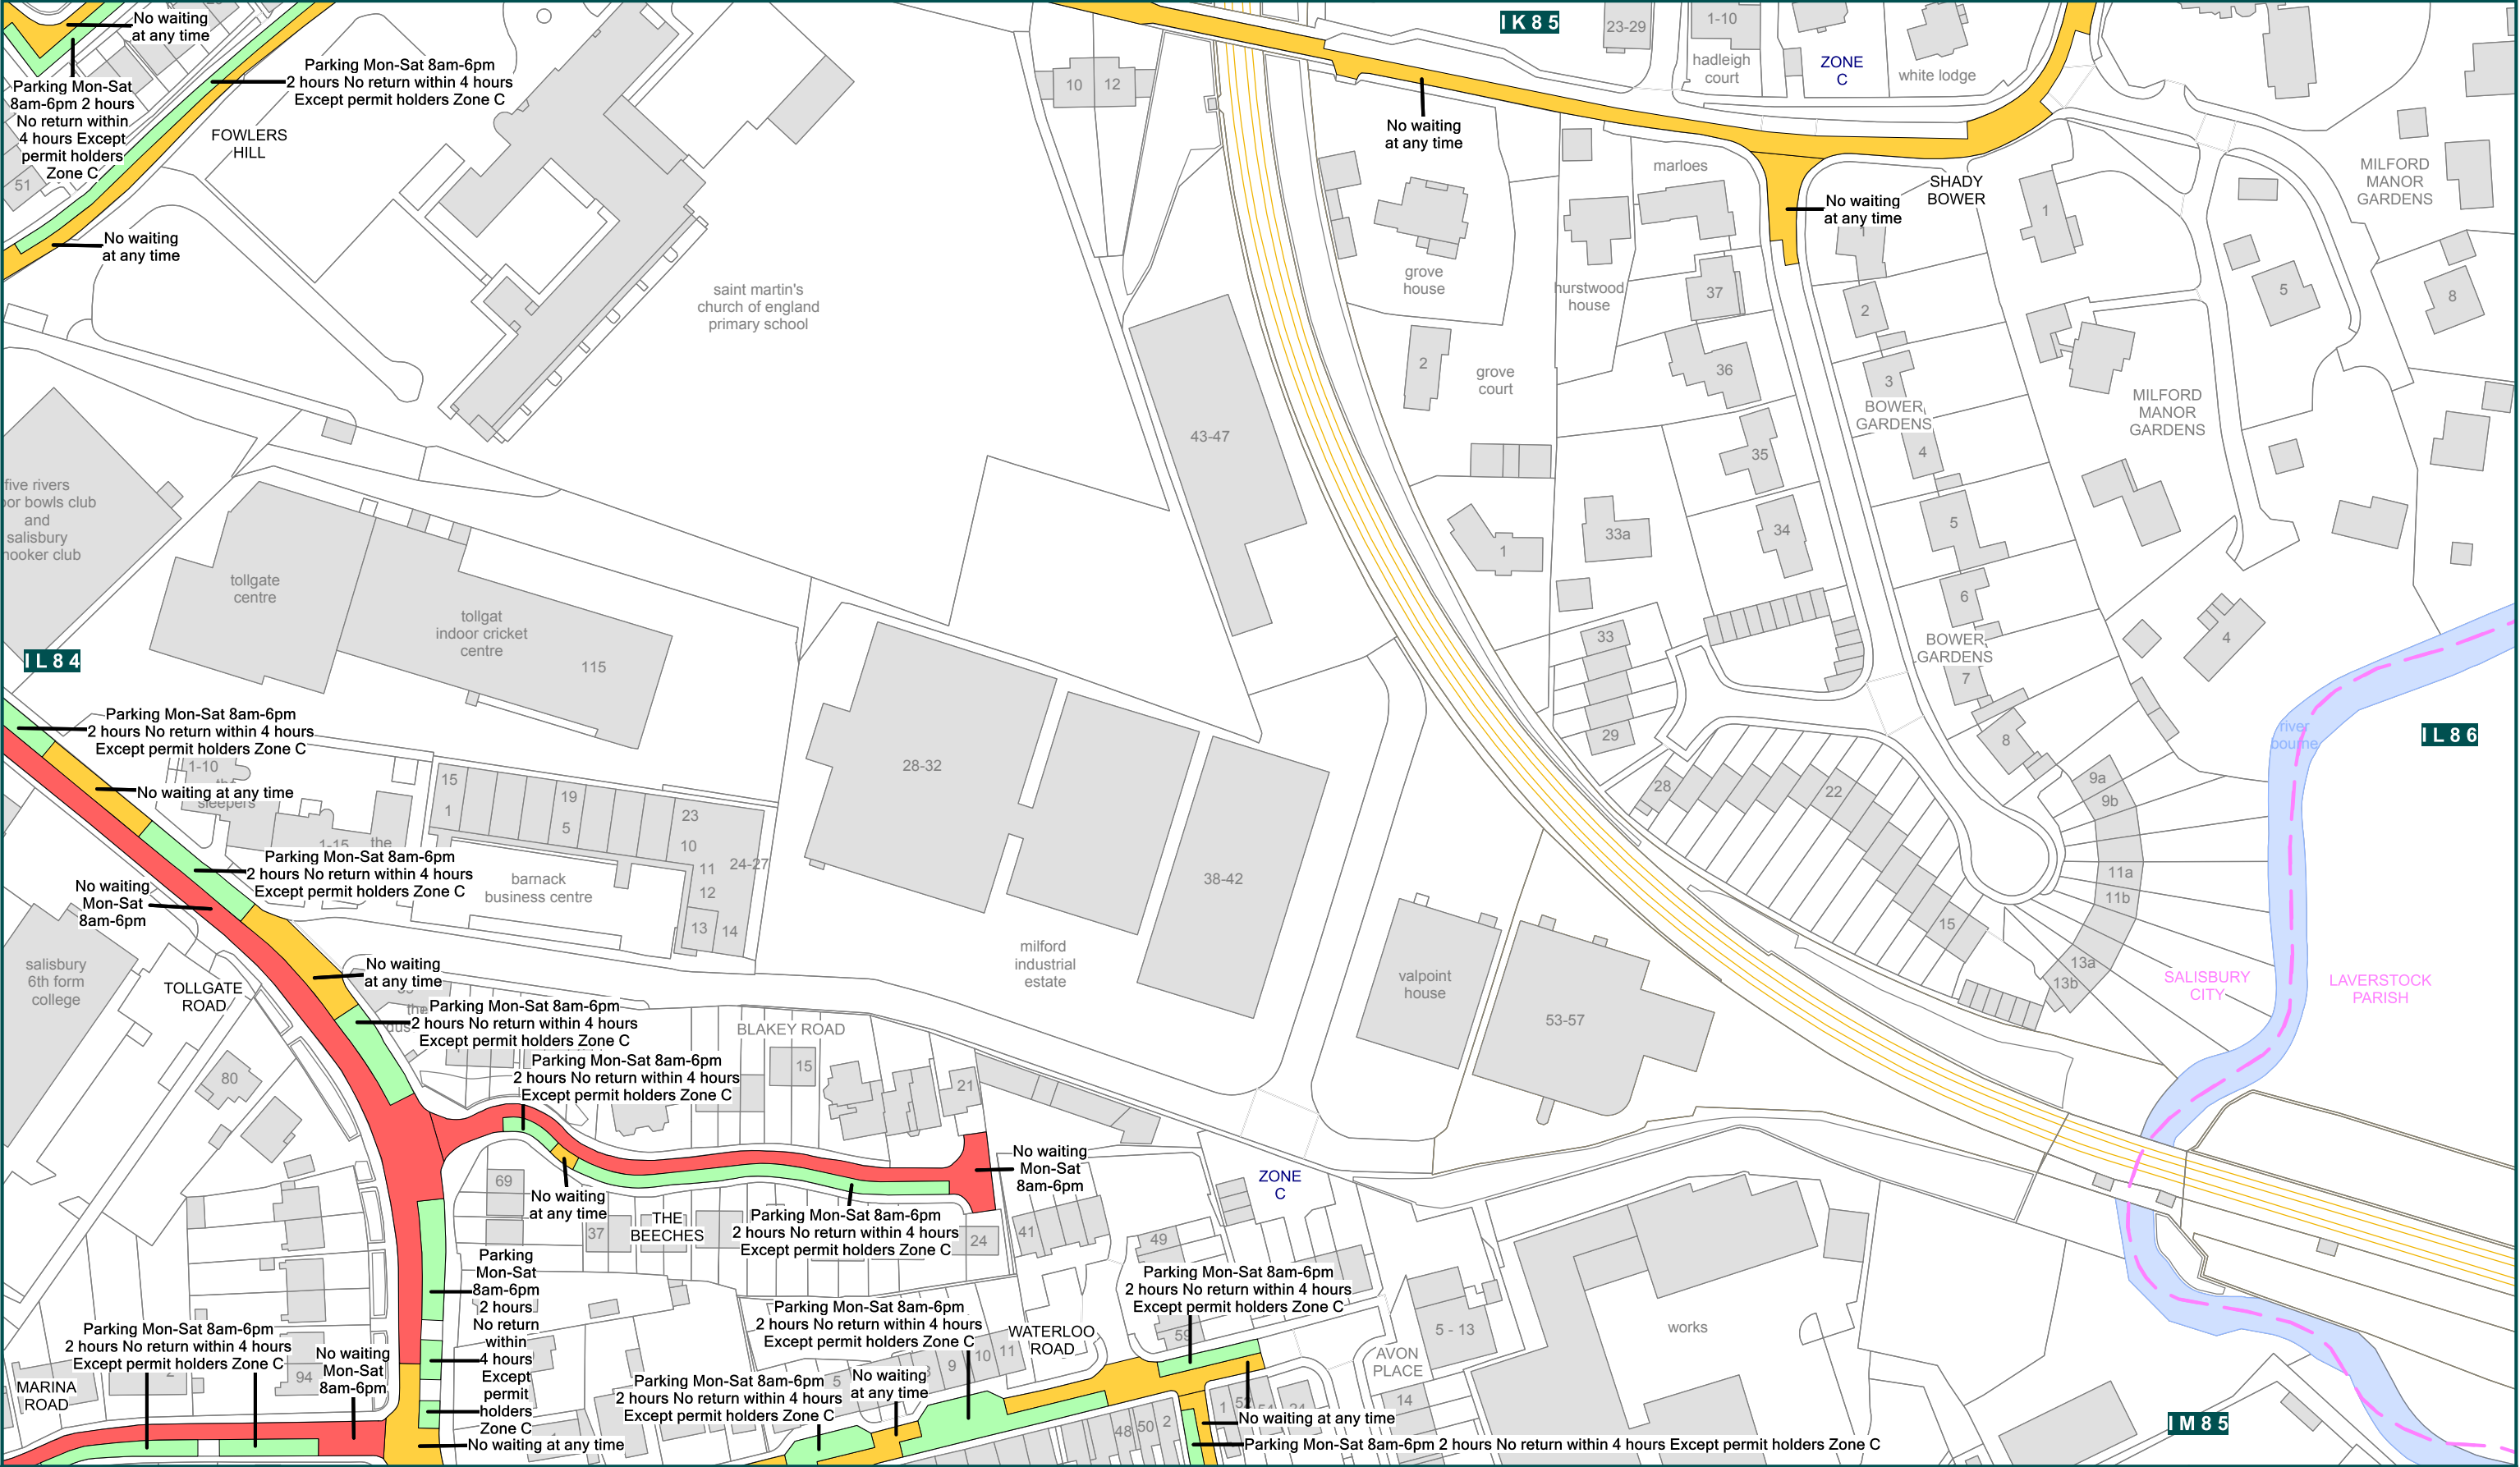 No waiting
at any time
Parking Mon-Sat
8am-6pm 2 hours
No return within
4 hours Except
permit holders
Zone C
51
Parking Mon-Sat 8am-6pm
2 hours No return within 4 hours
Except permit holders Zone C
FOWLERS
HILL
No waiting
at any time
saint martin's
church of england
primary school
10
12
IK85
No waiting
at any time
23-29
1-10
hadleigh
court
ZONE
C
white lodge
marloes
SHADY
BOWER
No waiting
at any time
MILFORD
MANOR
GARDENS
grove
house
hurstwood
house
37
1
2
1
5
8
2
grove
court
36
3
BOWER
GARDENS
MILFORD
MANOR
GARDENS
43-47
35
4
33a
34
5
1
6
33
29
BOWER
GARDENS
7
8
4
five rivers
bowls club
and
salisbury
club
tollgate
centre
tollgat
indoor cricket
centre
115
IL84
river
bourne
IL86
Parking Mon-Sat 8am-6pm
2 hours No return within 4 hours
Except permit holders Zone C
1-10
the
sleepers
No waiting at any time
1-15
the
Parking Mon-Sat 8am-6pm
2 hours No return within 4 hours
Except permit holders Zone C
No waiting
Mon-Sat
8am-6pm
15
1
19
5
23
10
11
12
24-27
13
14
barnack
business centre
28-32
38-42
28
22
15
9a
9b
11a
11b
13a
13b
SALISBURY
CITY
LAVERSTOCK
PARISH
milford
industrial
estate
valpoint
house
53-57
salisbury
6th form
college
TOLLGATE
ROAD
No waiting
at any time
the
Parking Mon-Sat 8am-6pm
2 hours No return within 4 hours
Except permit holders Zone C
BLAKEY ROAD
Parking Mon-Sat 8am-6pm
2 hours No return within 4 hours
Except permit holders Zone C
15
21
80
69
No waiting
at any time
37
THE
BEECHES
Parking Mon-Sat 8am-6pm
2 hours No return within 4 hours
Except permit holders Zone C
24
No waiting
Mon-Sat
8am-6pm
41
49
ZONE
C
Parking
Mon-Sat
8am-6pm
2 hours
No return
within
4 hours
Except
permit
holders
Zone C
Parking Mon-Sat 8am-6pm
2 hours No return within 4 hours
Except permit holders Zone C
59
Parking Mon-Sat 8am-6pm
2 hours No return within 4 hours
Except permit holders Zone C
WATERLOO
ROAD
9
10
11
5
AVON
PLACE
5 - 13
works
14
Parking Mon-Sat 8am-6pm
2 hours No return within 4 hours
Except permit holders Zone C
2
No waiting
Mon-Sat
8am-6pm
94
MARINA
ROAD
Parking Mon-Sat 8am-6pm
2 hours No return within 4 hours
Except permit holders Zone C
No waiting
at any time
48
50
2
1
No waiting at any time
No waiting at any time
Parking Mon-Sat 8am-6pm 2 hours No return within 4 hours Except permit holders Zone C
IM85